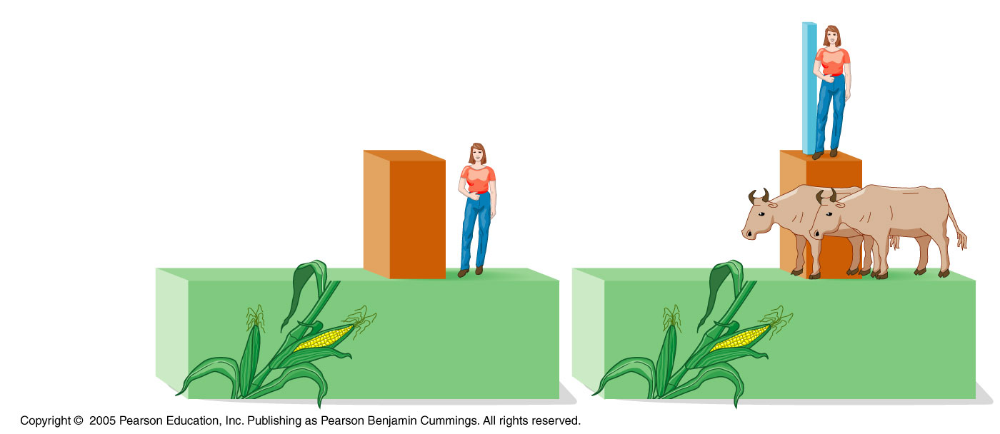 Copyright © 2005 Pearson Education, Inc. Publishing as Pearson Benjamin Cummings. All rights reserved.